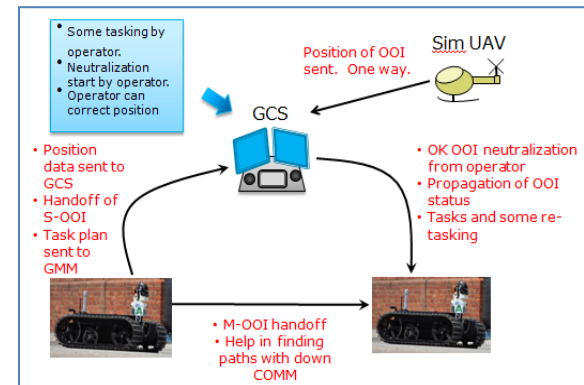 • Some tasking by
operator.
• Neutralization
start by operator.
• Operator can
correct position
Position of OOI
sent. One way.
Sim UAV
GCS
• Position
data sent to
GCS
• Handoff of
S-OOI
• Task plan
sent to
GMM
• OK OOI neutralization
from operator
• Propagation of OOI
status
• Tasks and some re-
tasking
• M-OOI handoff
• Help in finding
paths with down
COMM